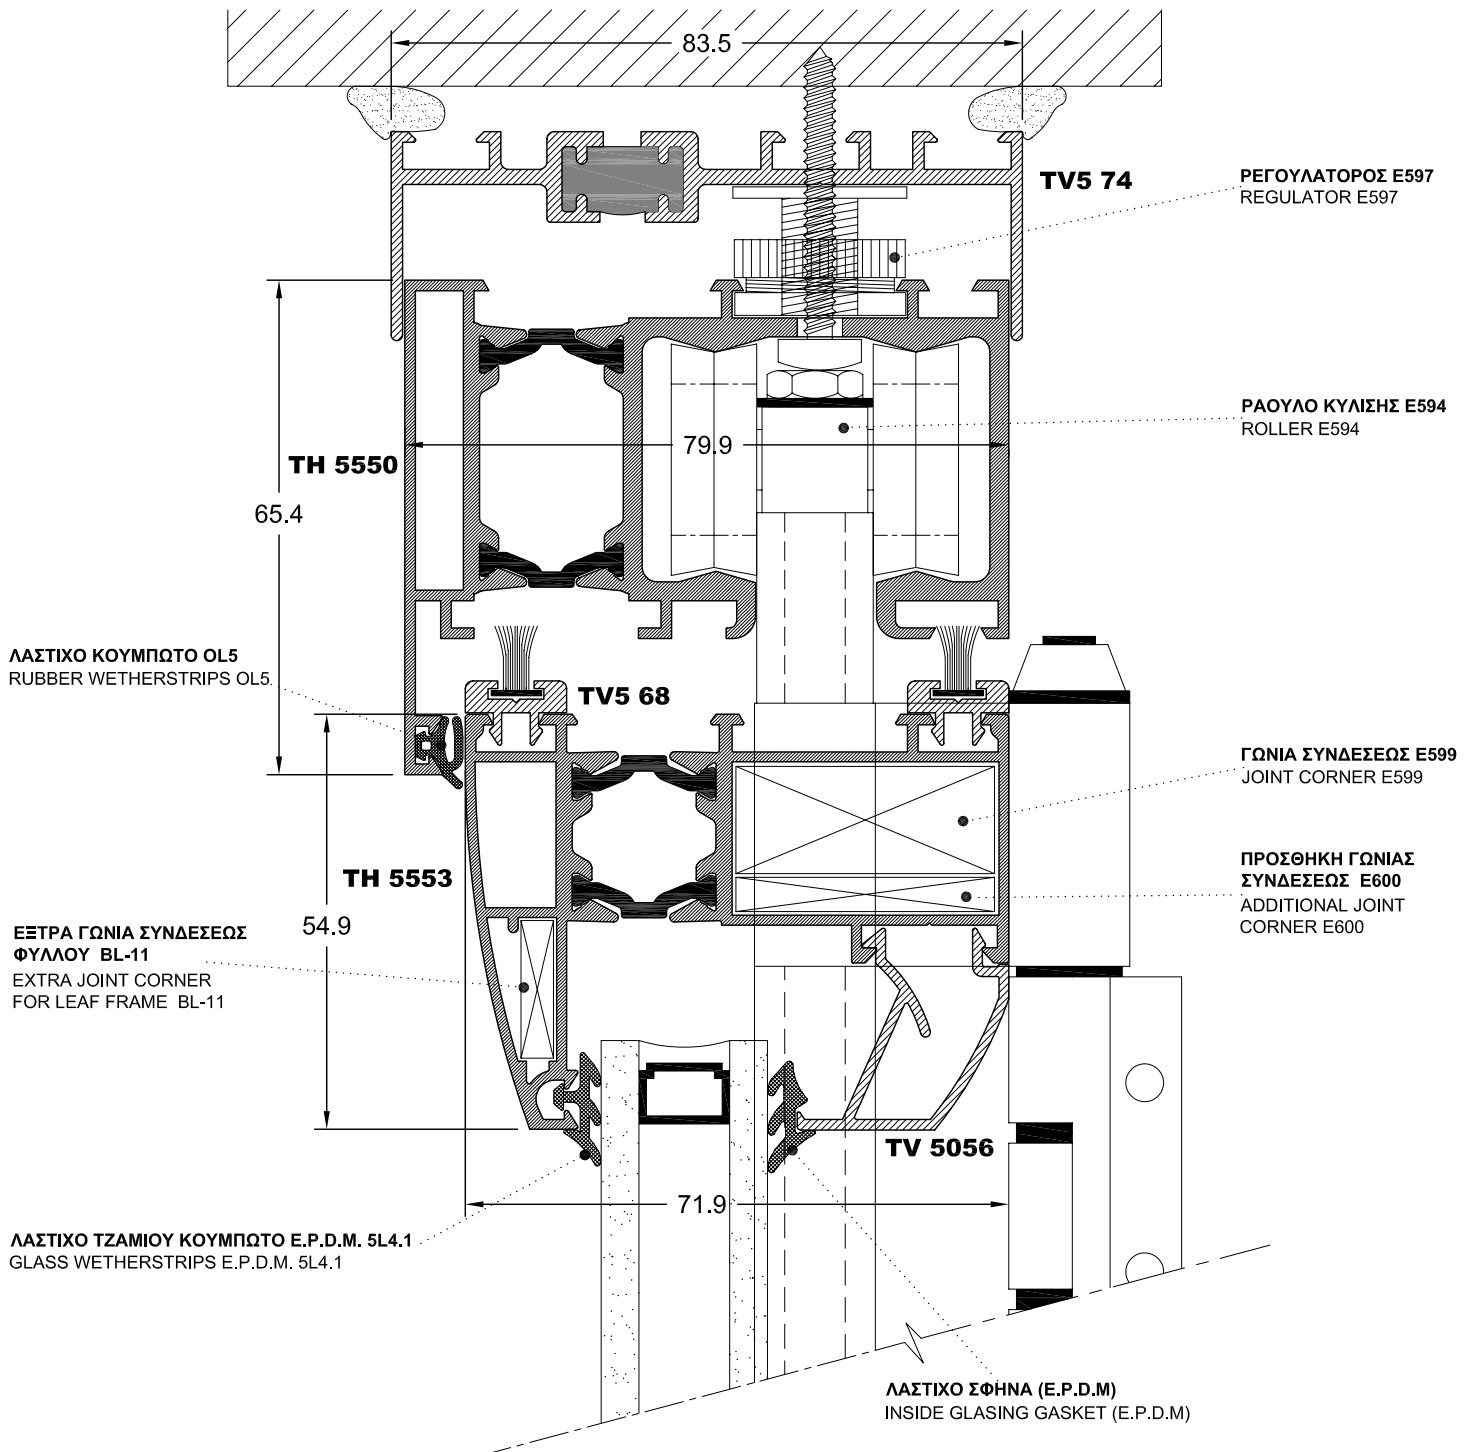 83.5
TV5 74
ΡΕΓΟΥΛΑΤΟΡΟΣ E597
REGULATOR E597
ΡΑΟΥΛΟ ΚΥΛΙΣΗΣ E594
ROLLER E594
79.9
TH 5550
65.4
ΛΑΣΤΙΧΟ ΚΟΥΜΠΩΤΟ OL5
RUBBER WETHERSTRIPS OL5
TV5 68
ΓΩΝΙΑ ΣΥΝΔΕΣΕΩΣ E599
JOINT CORNER E599
ΠΡΟΣΘΗΚΗ ΓΩΝΙΑΣ
ΣΥΝΔΕΣΕΩΣ E600
ADDITIONAL JOINT
CORNER E600
TH 5553
54.9
ΕΞΤΡΑ ΓΩΝΙΑ ΣΥΝΔΕΣΕΩΣ
ΦΥΛΛΟΥ BL-11
EXTRA JOINT CORNER
FOR LEAF FRAME BL-11
TV 5056
71.9
ΛΑΣΤΙΧΟ ΤΖΑΜΙΟΥ ΚΟΥΜΠΩΤΟ E.P.D.M. 5L4.1
GLASS WETHERSTRIPS E.P.D.M. 5L4.1
ΛΑΣΤΙΧΟ ΣΦΗΝΑ (E.P.D.M)
INSIDE GLASING GASKET (E.P.D.M)